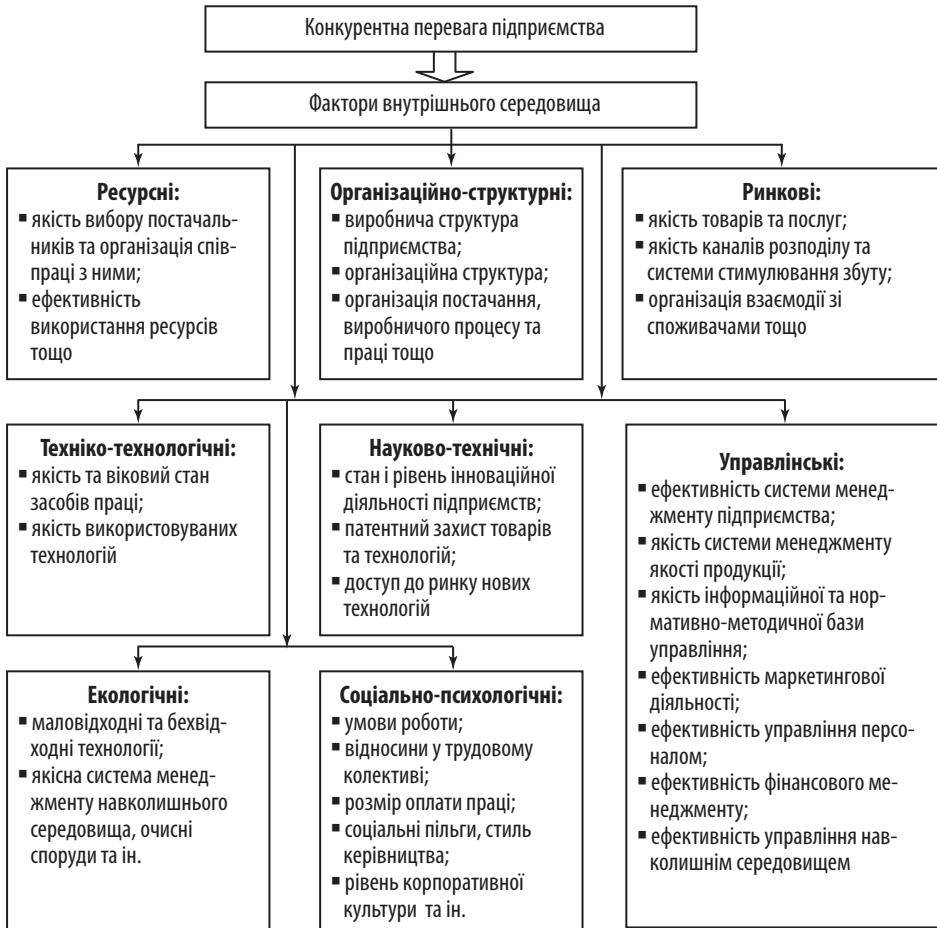 Конкурентна перевага підприємства
Фактори внутрішнього середовища
Ресурсні:
▪ якість вибору постачаль-
ників та організація спів-
праці з ними;
▪ ефективність
використання ресурсів
тощо
Організаційно-структурні:
▪ виробнича структура
підприємства;
▪ організаційна структура;
▪ організація постачання,
виробничого процесу та
праці тощо
Ринкові:
▪ якість товарів та послуг;
▪ якість каналів розподілу та
системи стимулювання збуту;
▪ організація взаємодії зі
споживачами тощо
Техніко-технологічні:
▪ якість та віковий стан
засобів праці;
▪ якість використовуваних
технологій
Науково-технічні:
▪ стан і рівень інноваційної
діяльності підприємств;
▪ патентний захист товарів
та технологій;
▪ доступ до ринку нових
технологій
Управлінські:
▪ ефективність системи менед-
жменту підприємства;
▪ якість системи менеджменту
якості продукції;
▪ якість інформаційної та нор-
мативно-методичної бази
управління;
▪ ефективність маркетингової
діяльності;
▪ ефективність управління персо-
налом;
▪ ефективність фінансового ме-
неджменту;
▪ ефективність управління нав-
колишнім середовищем
Екологічні:
▪ маловідходні та бехвід-
ходні технології;
▪ якісна система менед-
жменту навколишнього
середовища, очисні
споруди та ін.
Соціально-психологічні:
▪ умови роботи;
▪ відносини у трудовому
колективі;
▪ розмір оплати праці;
▪ соціальні пільги, стиль
керівництва;
▪ рівень корпоративної
культури та ін.